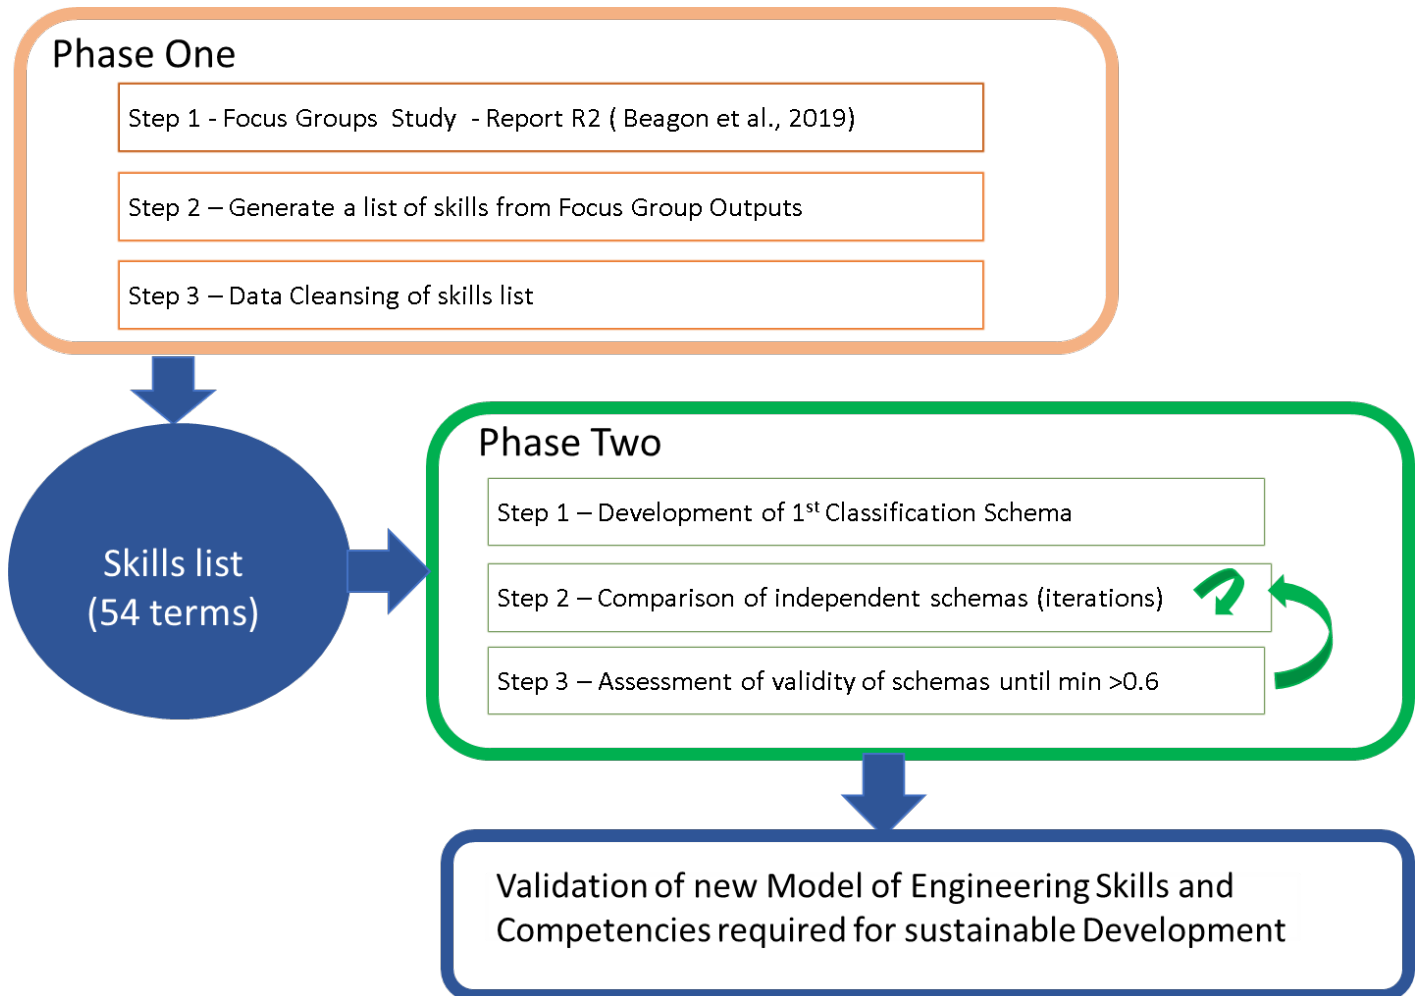 Phase One
Step 1 - Focus Groups Study - Report R2 ( Beagon et al., 2019)
Step 2 – Generate a list of skills from Focus Group Outputs
Step 3 – Data Cleansing of skills list
Skills list
(54 terms)
Phase Two
Step 1 – Development of 1st Classification Schema
Step 2 – Comparison of independent schemas (iterations)
Step 3 – Assessment of validity of schemas until min >0.6
Validation of new Model of Engineering Skills and
Competencies required for sustainable Development